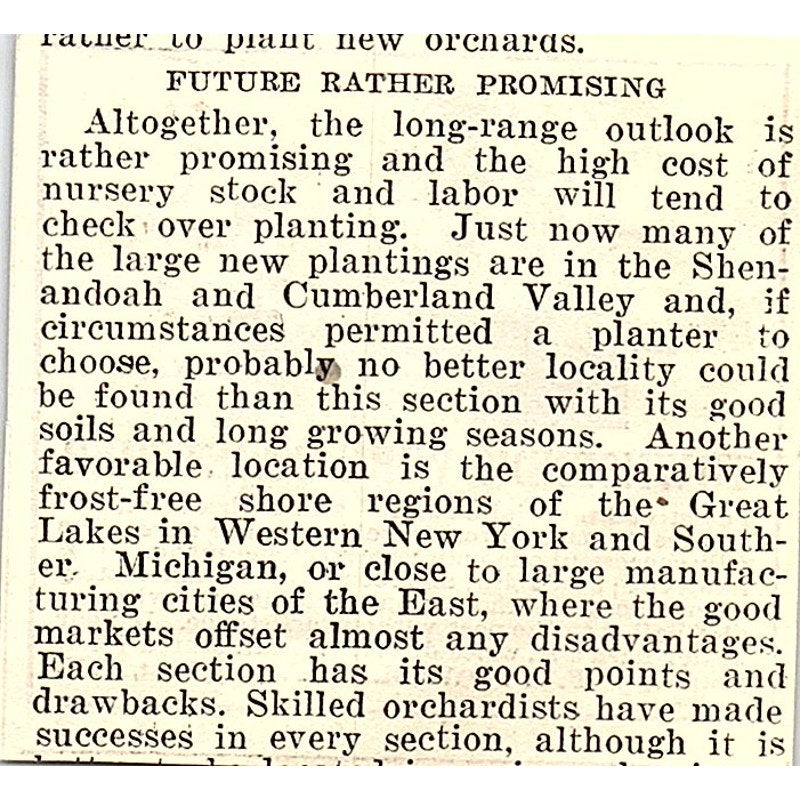 rather to plant new orchards.
FUTURE RATHER PROMISING
Altogether, the long-range outlook is
rather promising and the high cost of
nursery stock and labor will tend to
check over planting. Just now many of
the large new plantings are in the Shen-
andoah and Cumberland Valley and, if
circumstances permitted a planter to
choose, probably no better locality could
be found than this section with its good
soils and long growing seasons. Another
favorable location is the comparatively
frost-free shore regions of the Great
Lakes in Western New York and South-
er. Michigan, or close to large manufac-
turing cities of the East, where the good
markets offset almost any disadvantages.
Each section has its good points and
drawbacks. Skilled orchardists have made
successes in every section, although it is